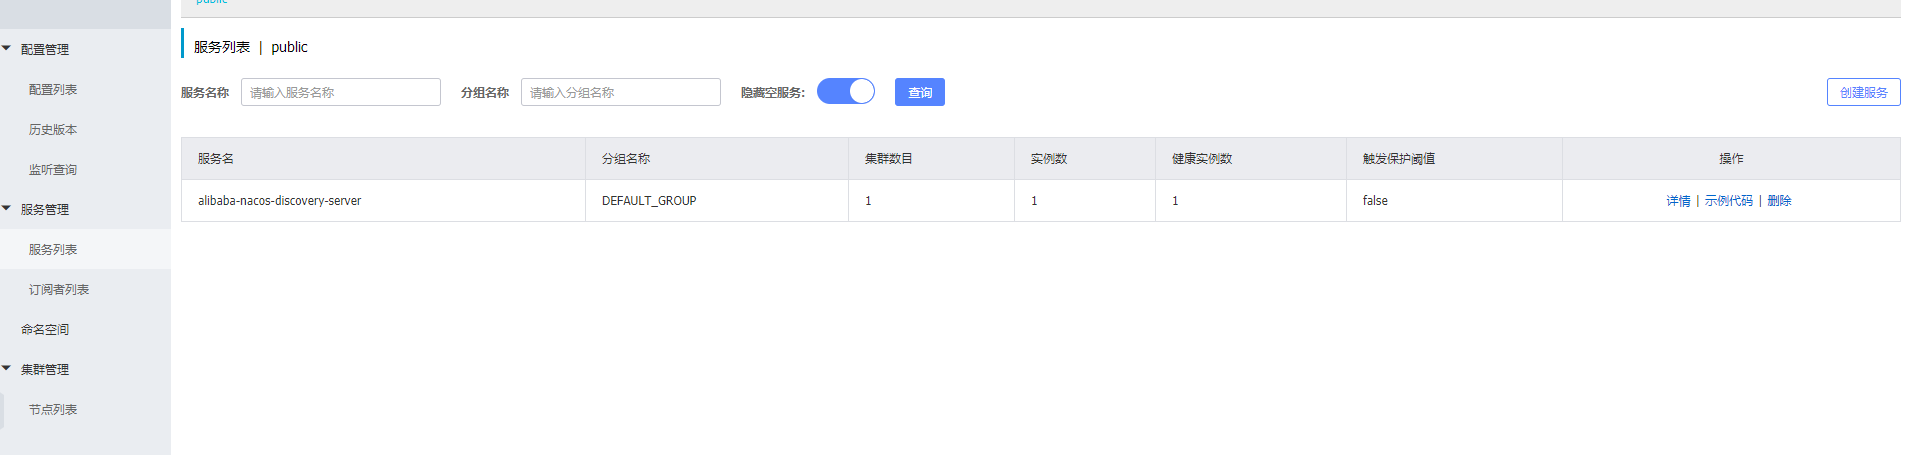 public
配置管理
配置列表
历史版本
监听查询
服务管理
服务列表
订阅者列表
命名空间
集群管理
节点列表
服务列表 | public
服务名称 请输入服务名称 分组名称 请输入分组名称 隐藏空服务: 查询 创建服务
服务名 分组名称 集群数目 实例数 健康实例数 触发保护阈值 操作
alibaba-nacos-discovery-server DEFAULT_GROUP 1 1 1 false 详情 | 示例代码 | 删除